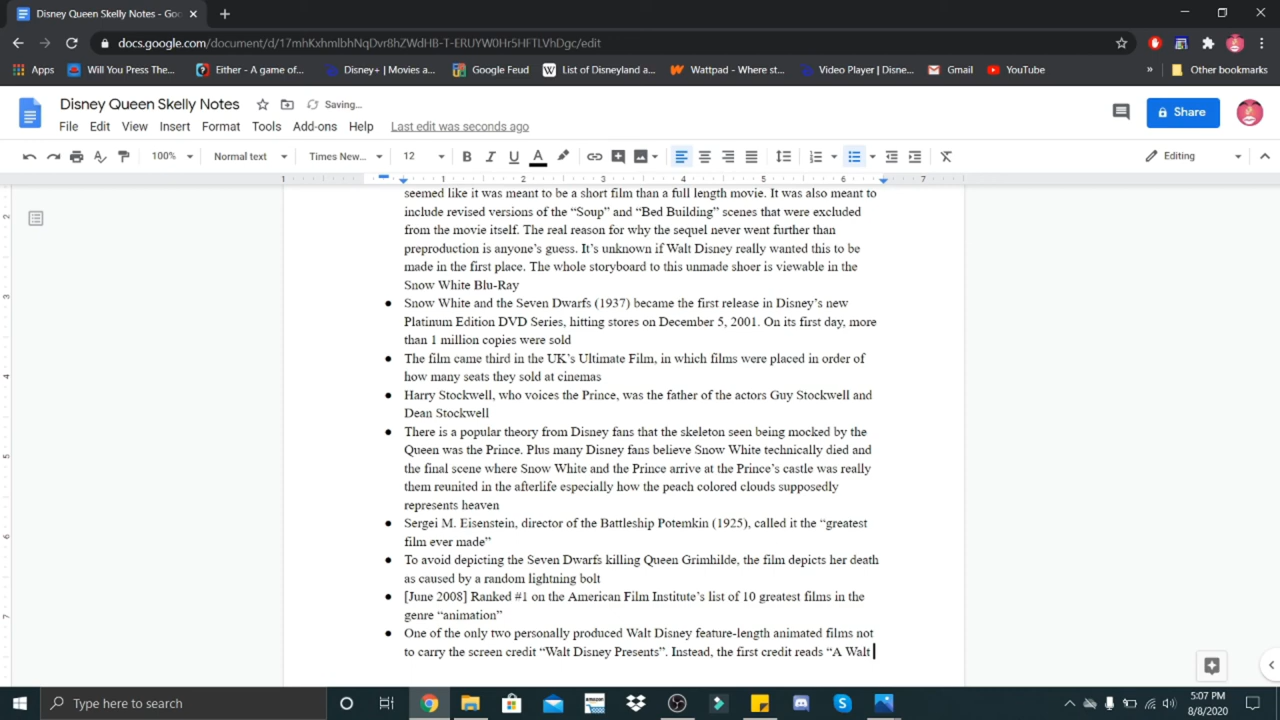 Disney Queen Skelly Notes - Goo
docs.google.com/document/d/17mhKxhmlbhNqDvr8hZWdHB-T-ERUYW0Hr5HFTLVhDgc/edit
Apps Will You Press The... Either - A game of... Disney+ | Movies a... Google Feud List of Disneyland a... Wattpad - Where st... Video Player | Disne... Gmail YouTube » Other bookmarks
Disney Queen Skelly Notes Saving...
File Edit View Insert Format Tools Add-ons Help Last edit was seconds ago
Share
100% Normal text Times New... 12 B I U A Editing
1 1 2 3 4 5 6 7
seemed like it was meant to be a short film than a full length movie. It was also meant to
include revised versions of the “Soup” and “Bed Building” scenes that were excluded
from the movie itself. The real reason for why the sequel never went further than
preproduction is anyone’s guess. It’s unknown if Walt Disney really wanted this to be
made in the first place. The whole storyboard to this unmade shoer is viewable in the
Snow White Blu-Ray
● Snow White and the Seven Dwarfs (1937) became the first release in Disney’s new
Platinum Edition DVD Series, hitting stores on December 5, 2001. On its first day, more
than 1 million copies were sold
● The film came third in the UK’s Ultimate Film, in which films were placed in order of
how many seats they sold at cinemas
● Harry Stockwell, who voices the Prince, was the father of the actors Guy Stockwell and
Dean Stockwell
● There is a popular theory from Disney fans that the skeleton seen being mocked by the
Queen was the Prince. Plus many Disney fans believe Snow White technically died and
the final scene where Snow White and the Prince arrive at the Prince’s castle was really
them reunited in the afterlife especially how the peach colored clouds supposedly
represents heaven
● Sergei M. Eisenstein, director of the Battleship Potemkin (1925), called it the “greatest
film ever made”
● To avoid depicting the Seven Dwarfs killing Queen Grimhilde, the film depicts her death
as caused by a random lightning bolt
● [June 2008] Ranked #1 on the American Film Institute’s list of 10 greatest films in the
genre “animation”
● One of the only two personally produced Walt Disney feature-length animated films not
to carry the screen credit “Walt Disney Presents”. Instead, the first credit reads “A Walt
2
3
4
5
6
7
Type here to search
5:07 PM
8/8/2020